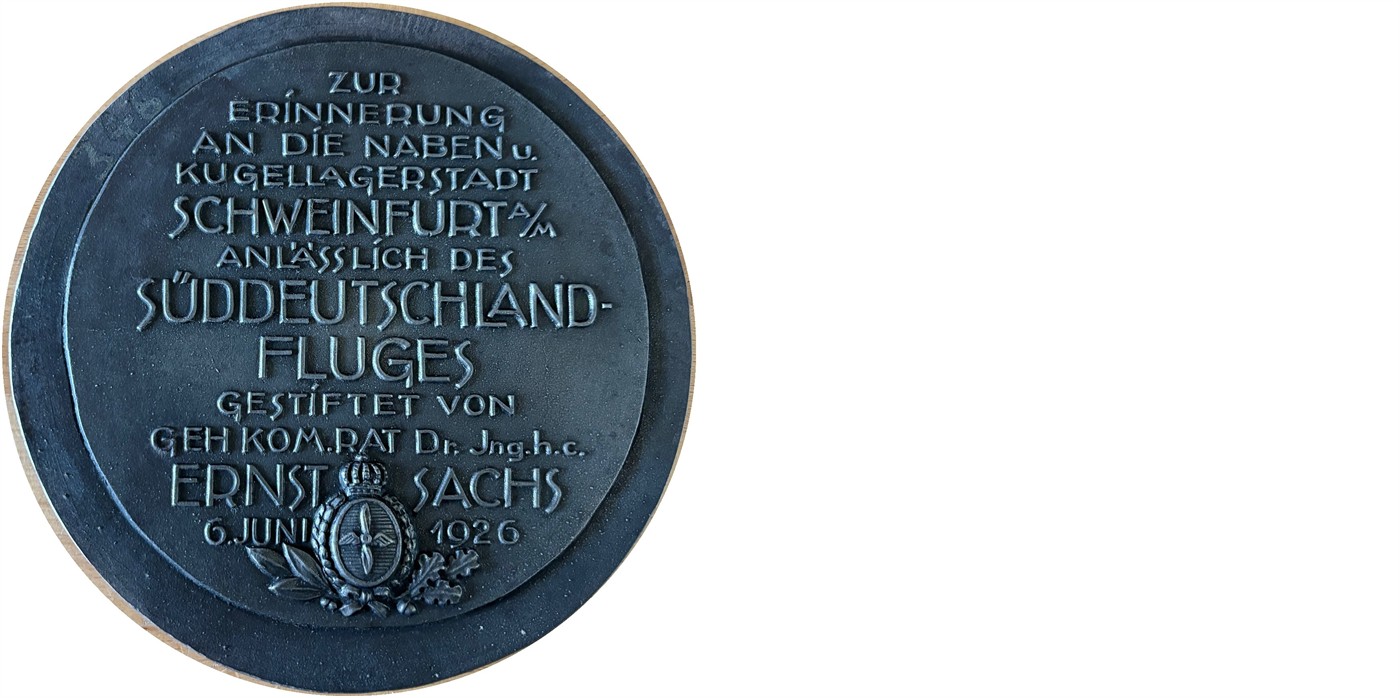 ZUR
ERINNERUNG
AN DIE NABEN u.
KUGELLAGERSTADT
SCHWEINFURT A/M
ANLÄSSLICH DES
SÜDDEUTSCHLAND-
FLUGES
GESTIFTET VON
GEH KOM.RAT Dr. Jng.h.c.
ERNST SACHS
6.JUNI 1926